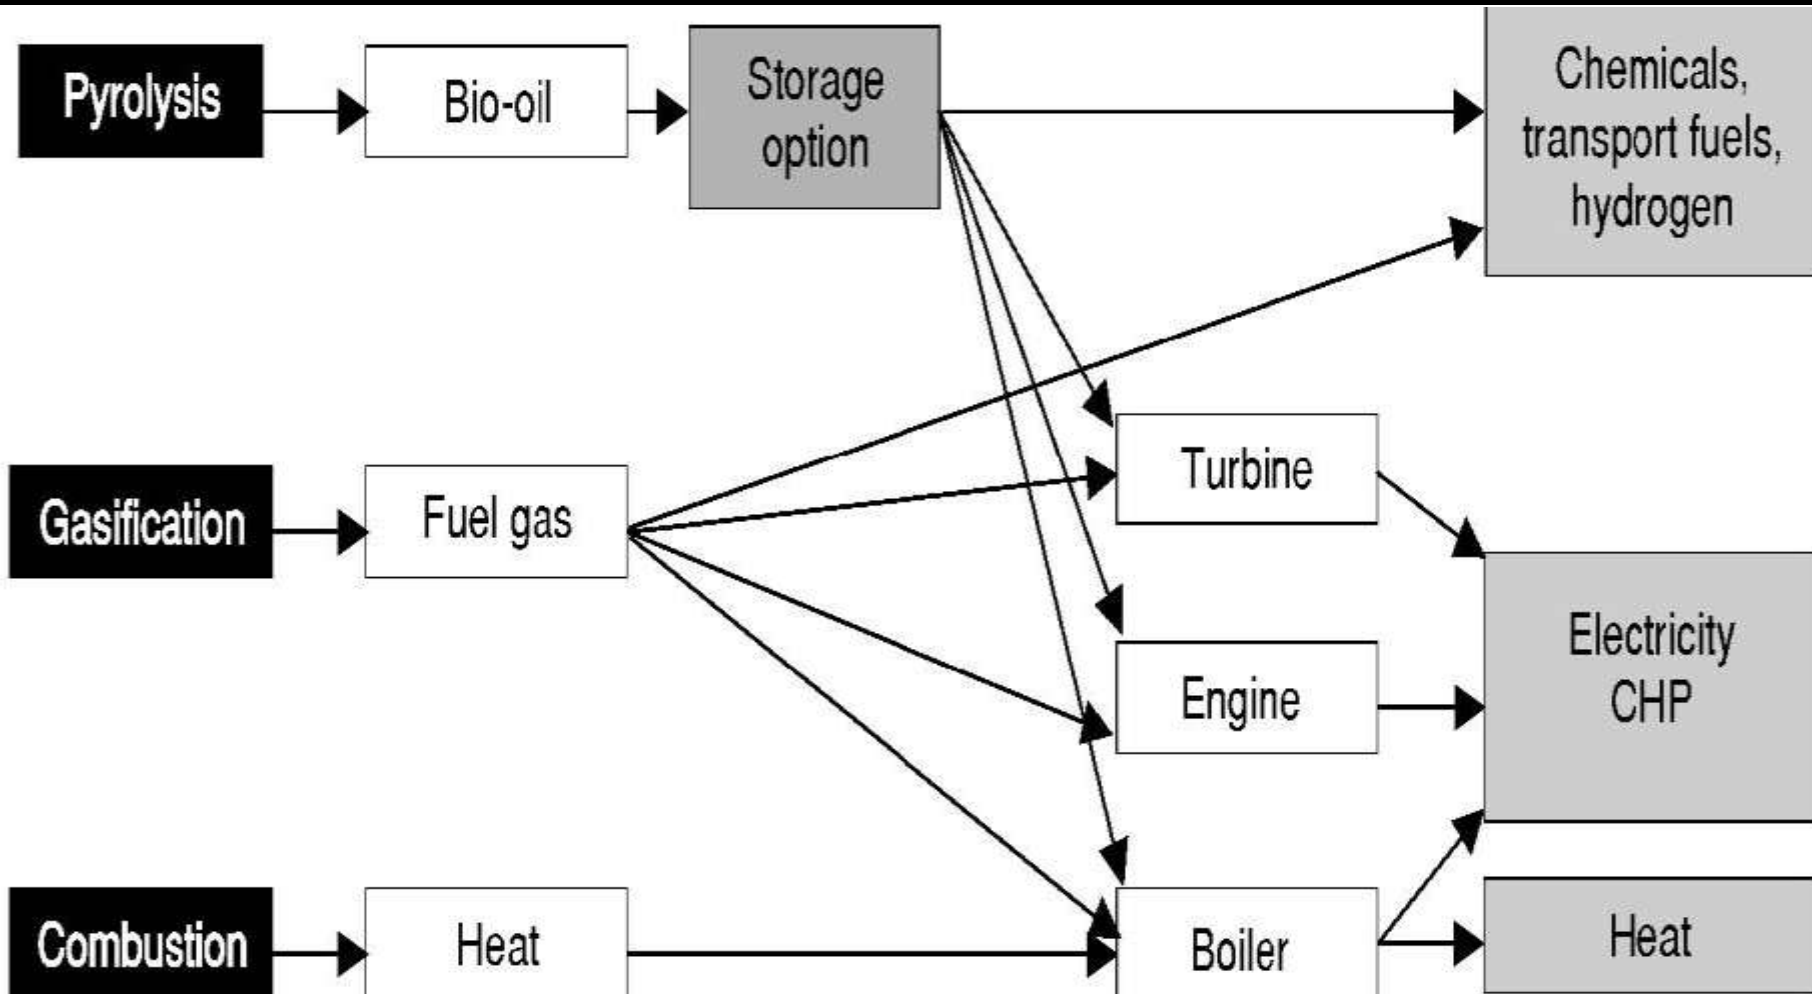 Pyrolysis
Bio-oil
Storage
option
Chemicals,
transport fuels,
hydrogen
Gasification
Fuel gas
Turbine
Engine
Electricity
CHP
Combustion
Heat
Boiler
Heat